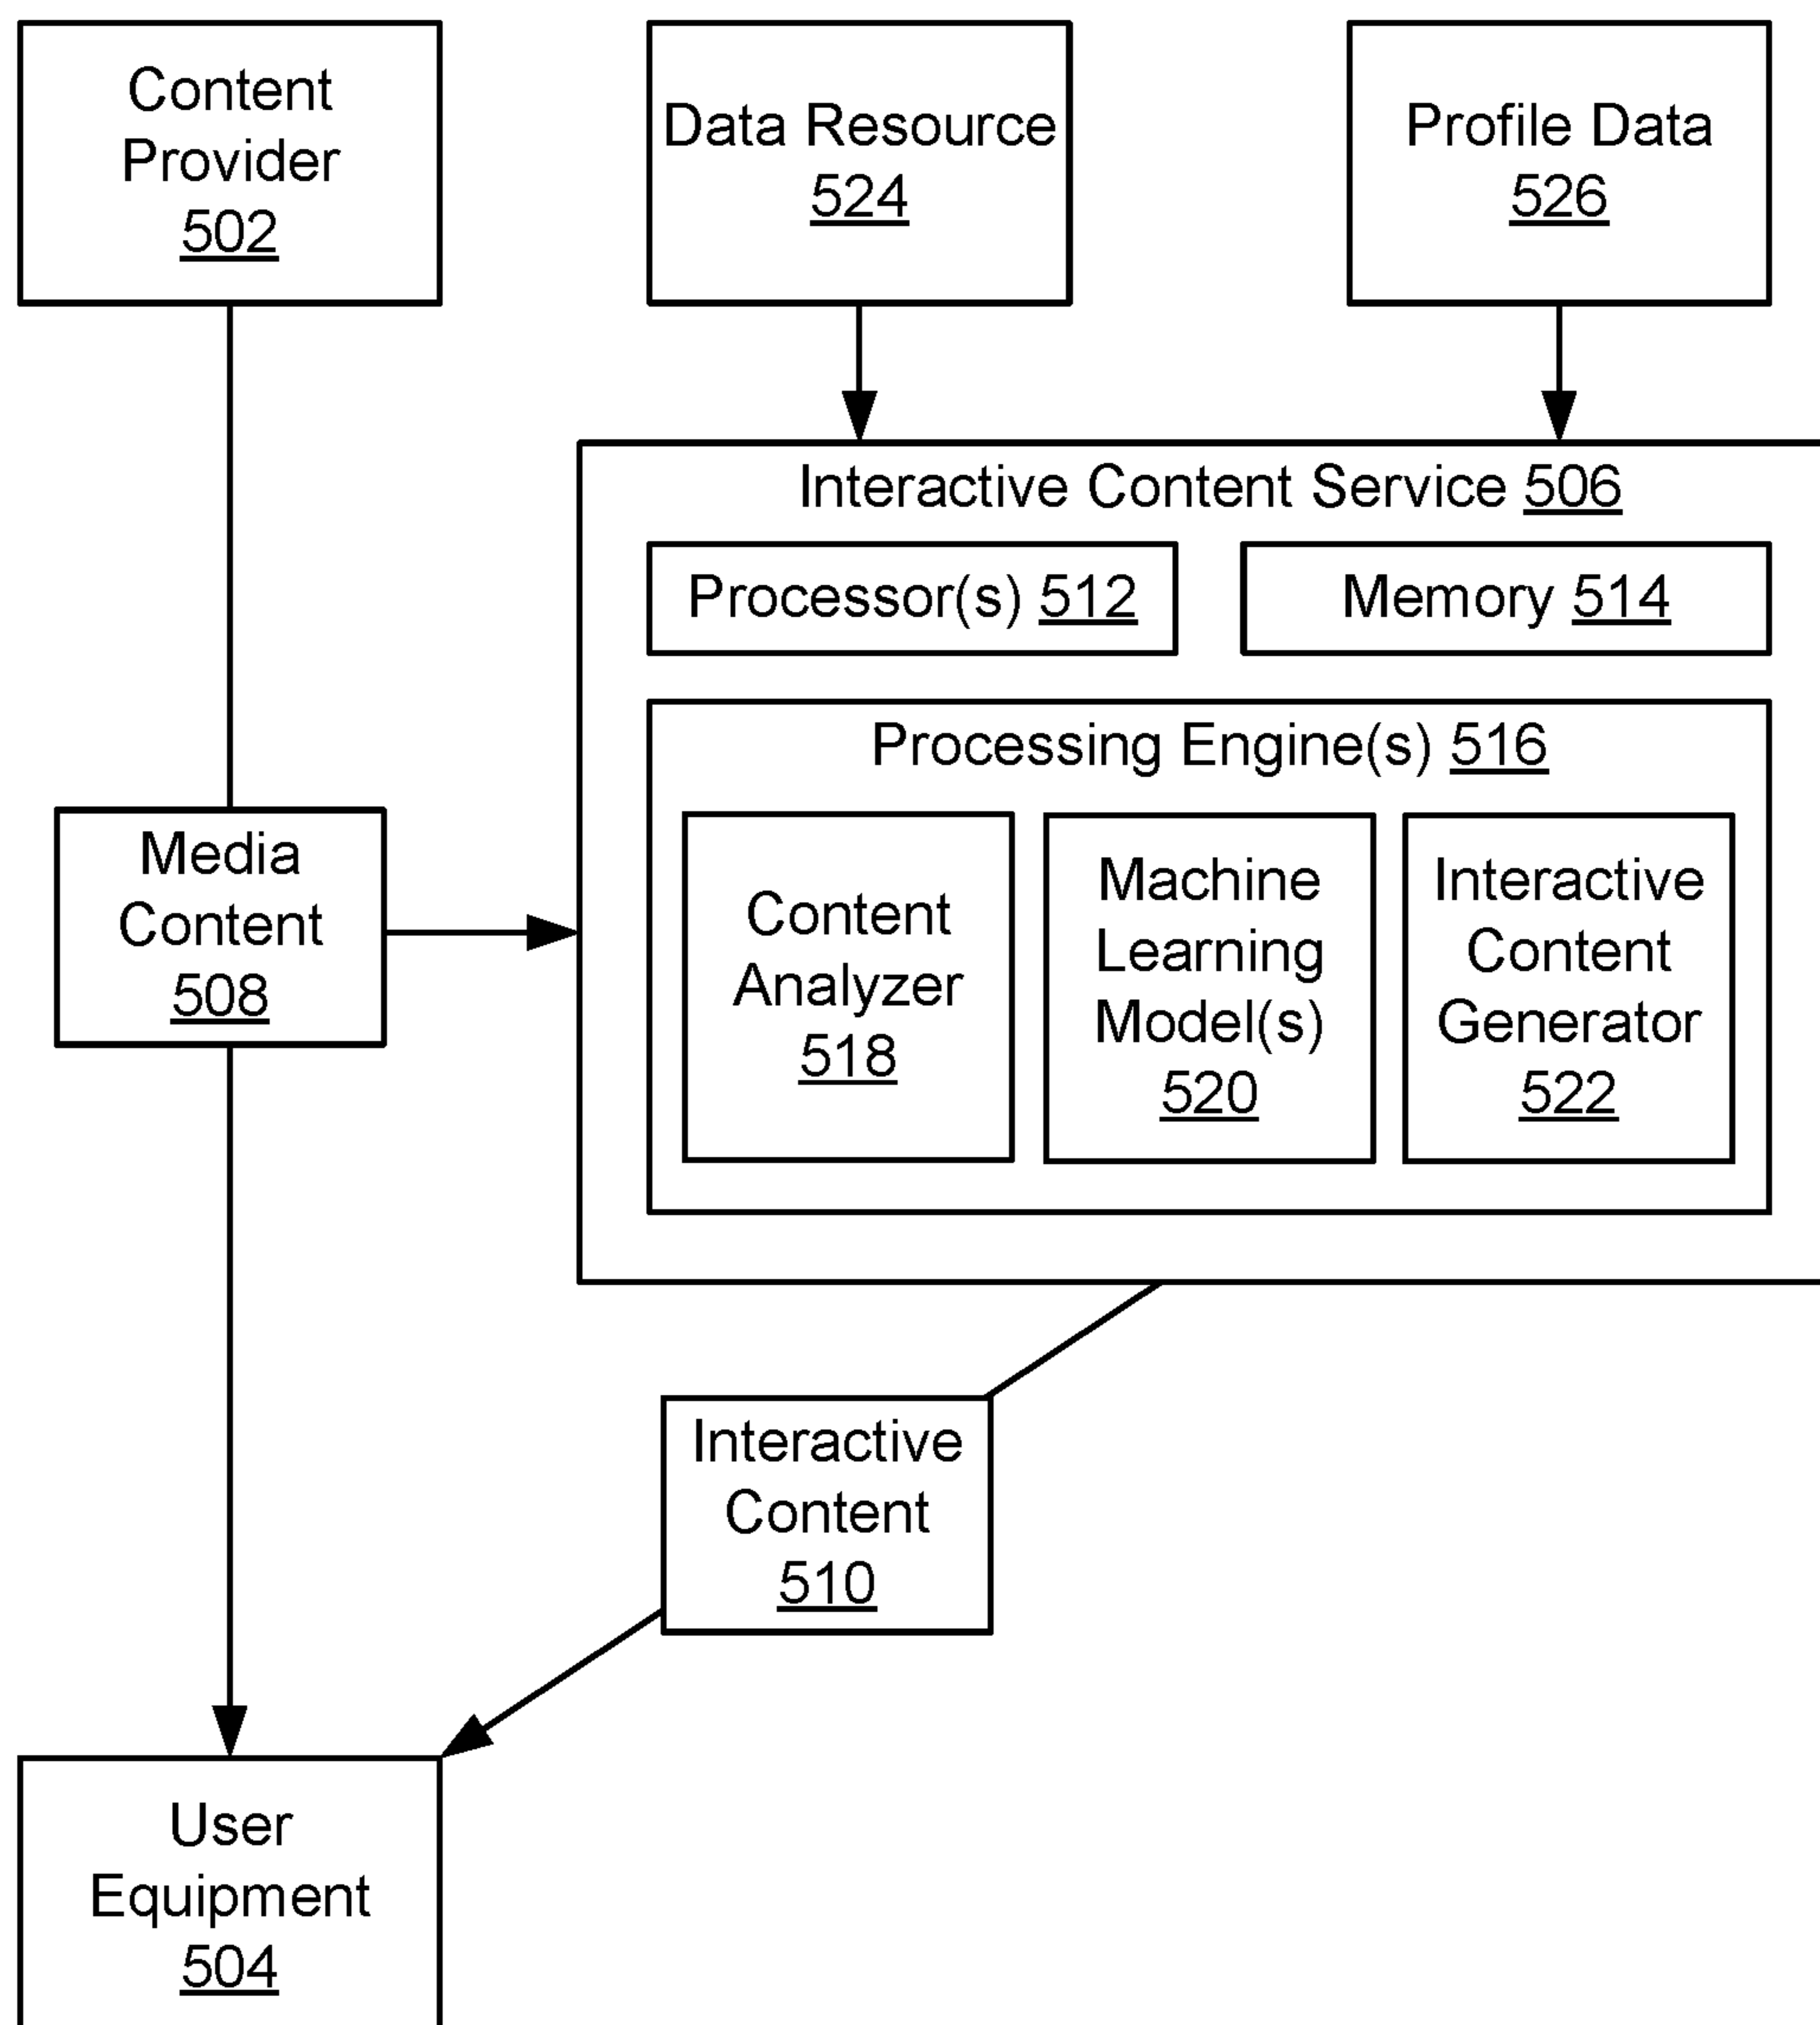 Content
Provider
502
Data Resource
524
Profile Data
526
Interactive Content Service 506
Processor(s) 512
Memory 514
Processing Engine(s) 516
Media
Content
508
Content
Analyzer
518
Machine
Learning
Model(s)
520
Interactive
Content
Generator
522
Interactive
Content
510
User
Equipment
504